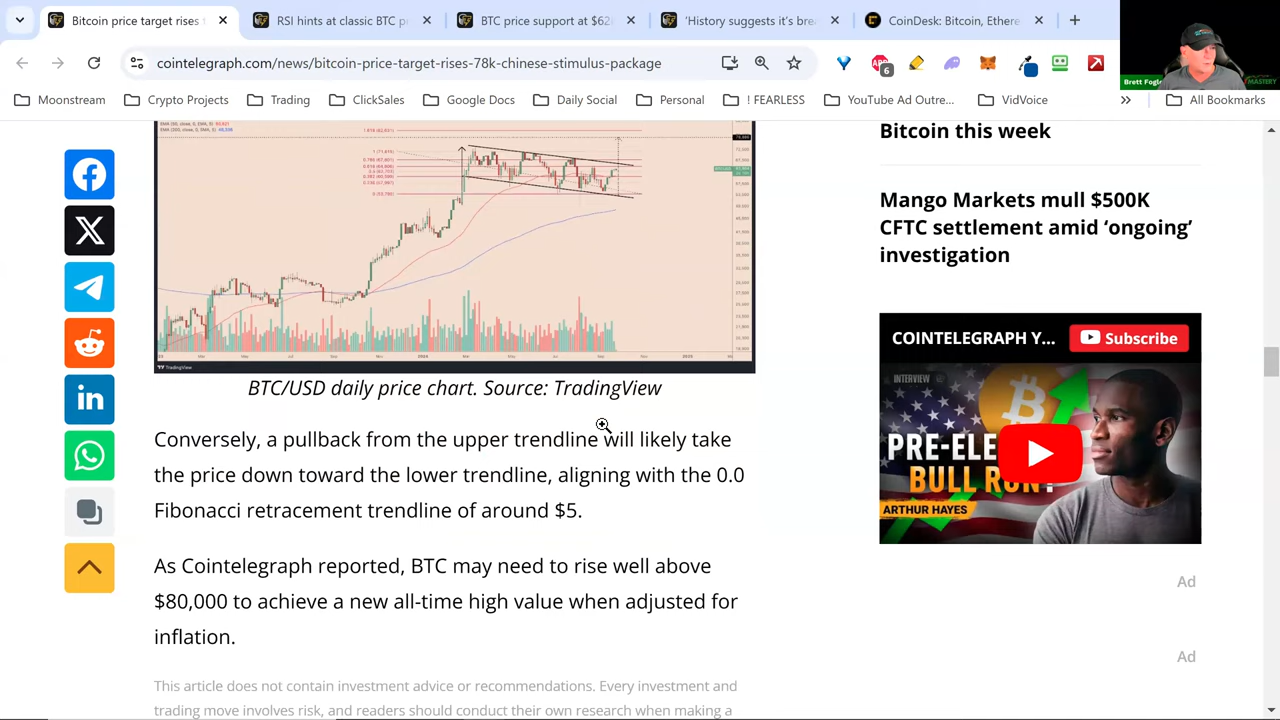 Bitcoin price target rises t
RSI hints at classic BTC p
BTC price support at $62
'History suggests it's bre
CoinDesk: Bitcoin, Ethere
cointelegraph.com/news/bitcoin-price-target-rises-78k-chinese-stimulus-package
6
Brett Fogle
MASTERY
Moonstream
Crypto Projects
Trading
ClickSales
Google Docs
Daily Social
Personal
! FEARLESS
YouTube Ad Outre...
VidVoice
All Bookmarks
TradingView
BTC/USD daily price chart. Source: TradingView
Conversely, a pullback from the upper trendline will likely take
the price down toward the lower trendline, aligning with the 0.0
Fibonacci retracement trendline of around $5.
As Cointelegraph reported, BTC may need to rise well above
$80,000 to achieve a new all-time high value when adjusted for
inflation.
This article does not contain investment advice or recommendations. Every investment and
trading move involves risk, and readers should conduct their own research when making a
Bitcoin this week
Mango Markets mull $500K
CFTC settlement amid 'ongoing'
investigation
COINTELEGRAPH Y...
Subscribe
INTERVIEW
PRE-ELE
BULL RUN?
ARTHUR HAYES
Ad
Ad